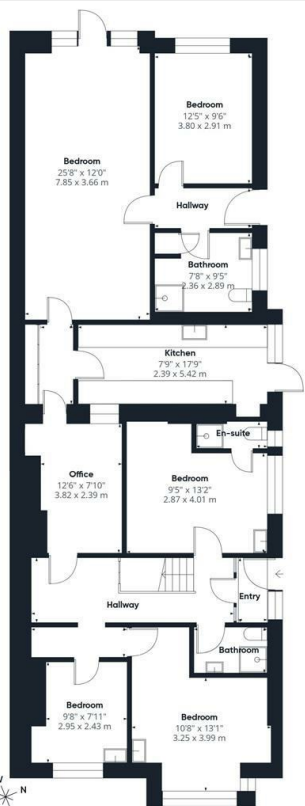 Bedroom
12'5" x 9'6"
3.80 x 2.91 m
Bedroom
25'8" x 12'0"
7.85 x 3.66 m
Hallway
Bathroom
7'8" x 9'5"
2.36 x 2.89 m
Kitchen
7'9" x 17'9"
2.39 x 5.42 m
En-suite
Office
12'6" x 7'10"
3.82 x 2.39 m
Bedroom
9'5" x 13'2"
2.87 x 4.01 m
Hallway
Entry
Bathroom
Bedroom
9'8" x 7'11"
2.95 x 2.43 m
Bedroom
10'8" x 13'1"
3.25 x 3.99 m
N